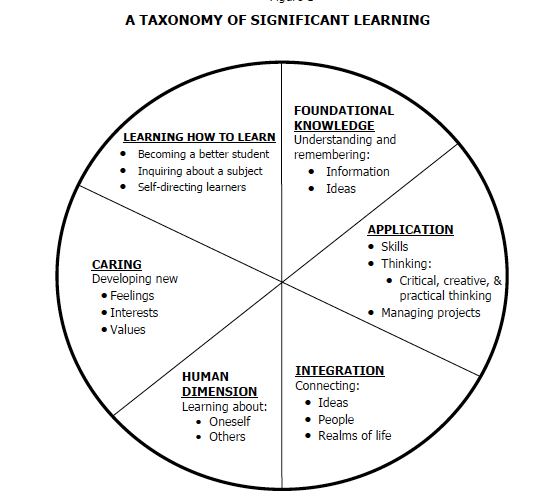 A TAXONOMY OF SIGNIFICANT LEARNING
FOUNDATIONAL
KNOWLEDGE
Understanding and
remembering:
• Information
• Ideas
APPLICATION
• Skills
• Thinking:
• Critical, creative, &
practical thinking
• Managing projects
INTEGRATION
Connecting:
• Ideas
• People
• Realms of life
HUMAN
DIMENSION
Learning about:
• Oneself
• Others
CARING
Developing new
• Feelings
• Interests
• Values
LEARNING HOW TO LEARN
• Becoming a better student
• Inquiring about a subject
• Self-directing learners